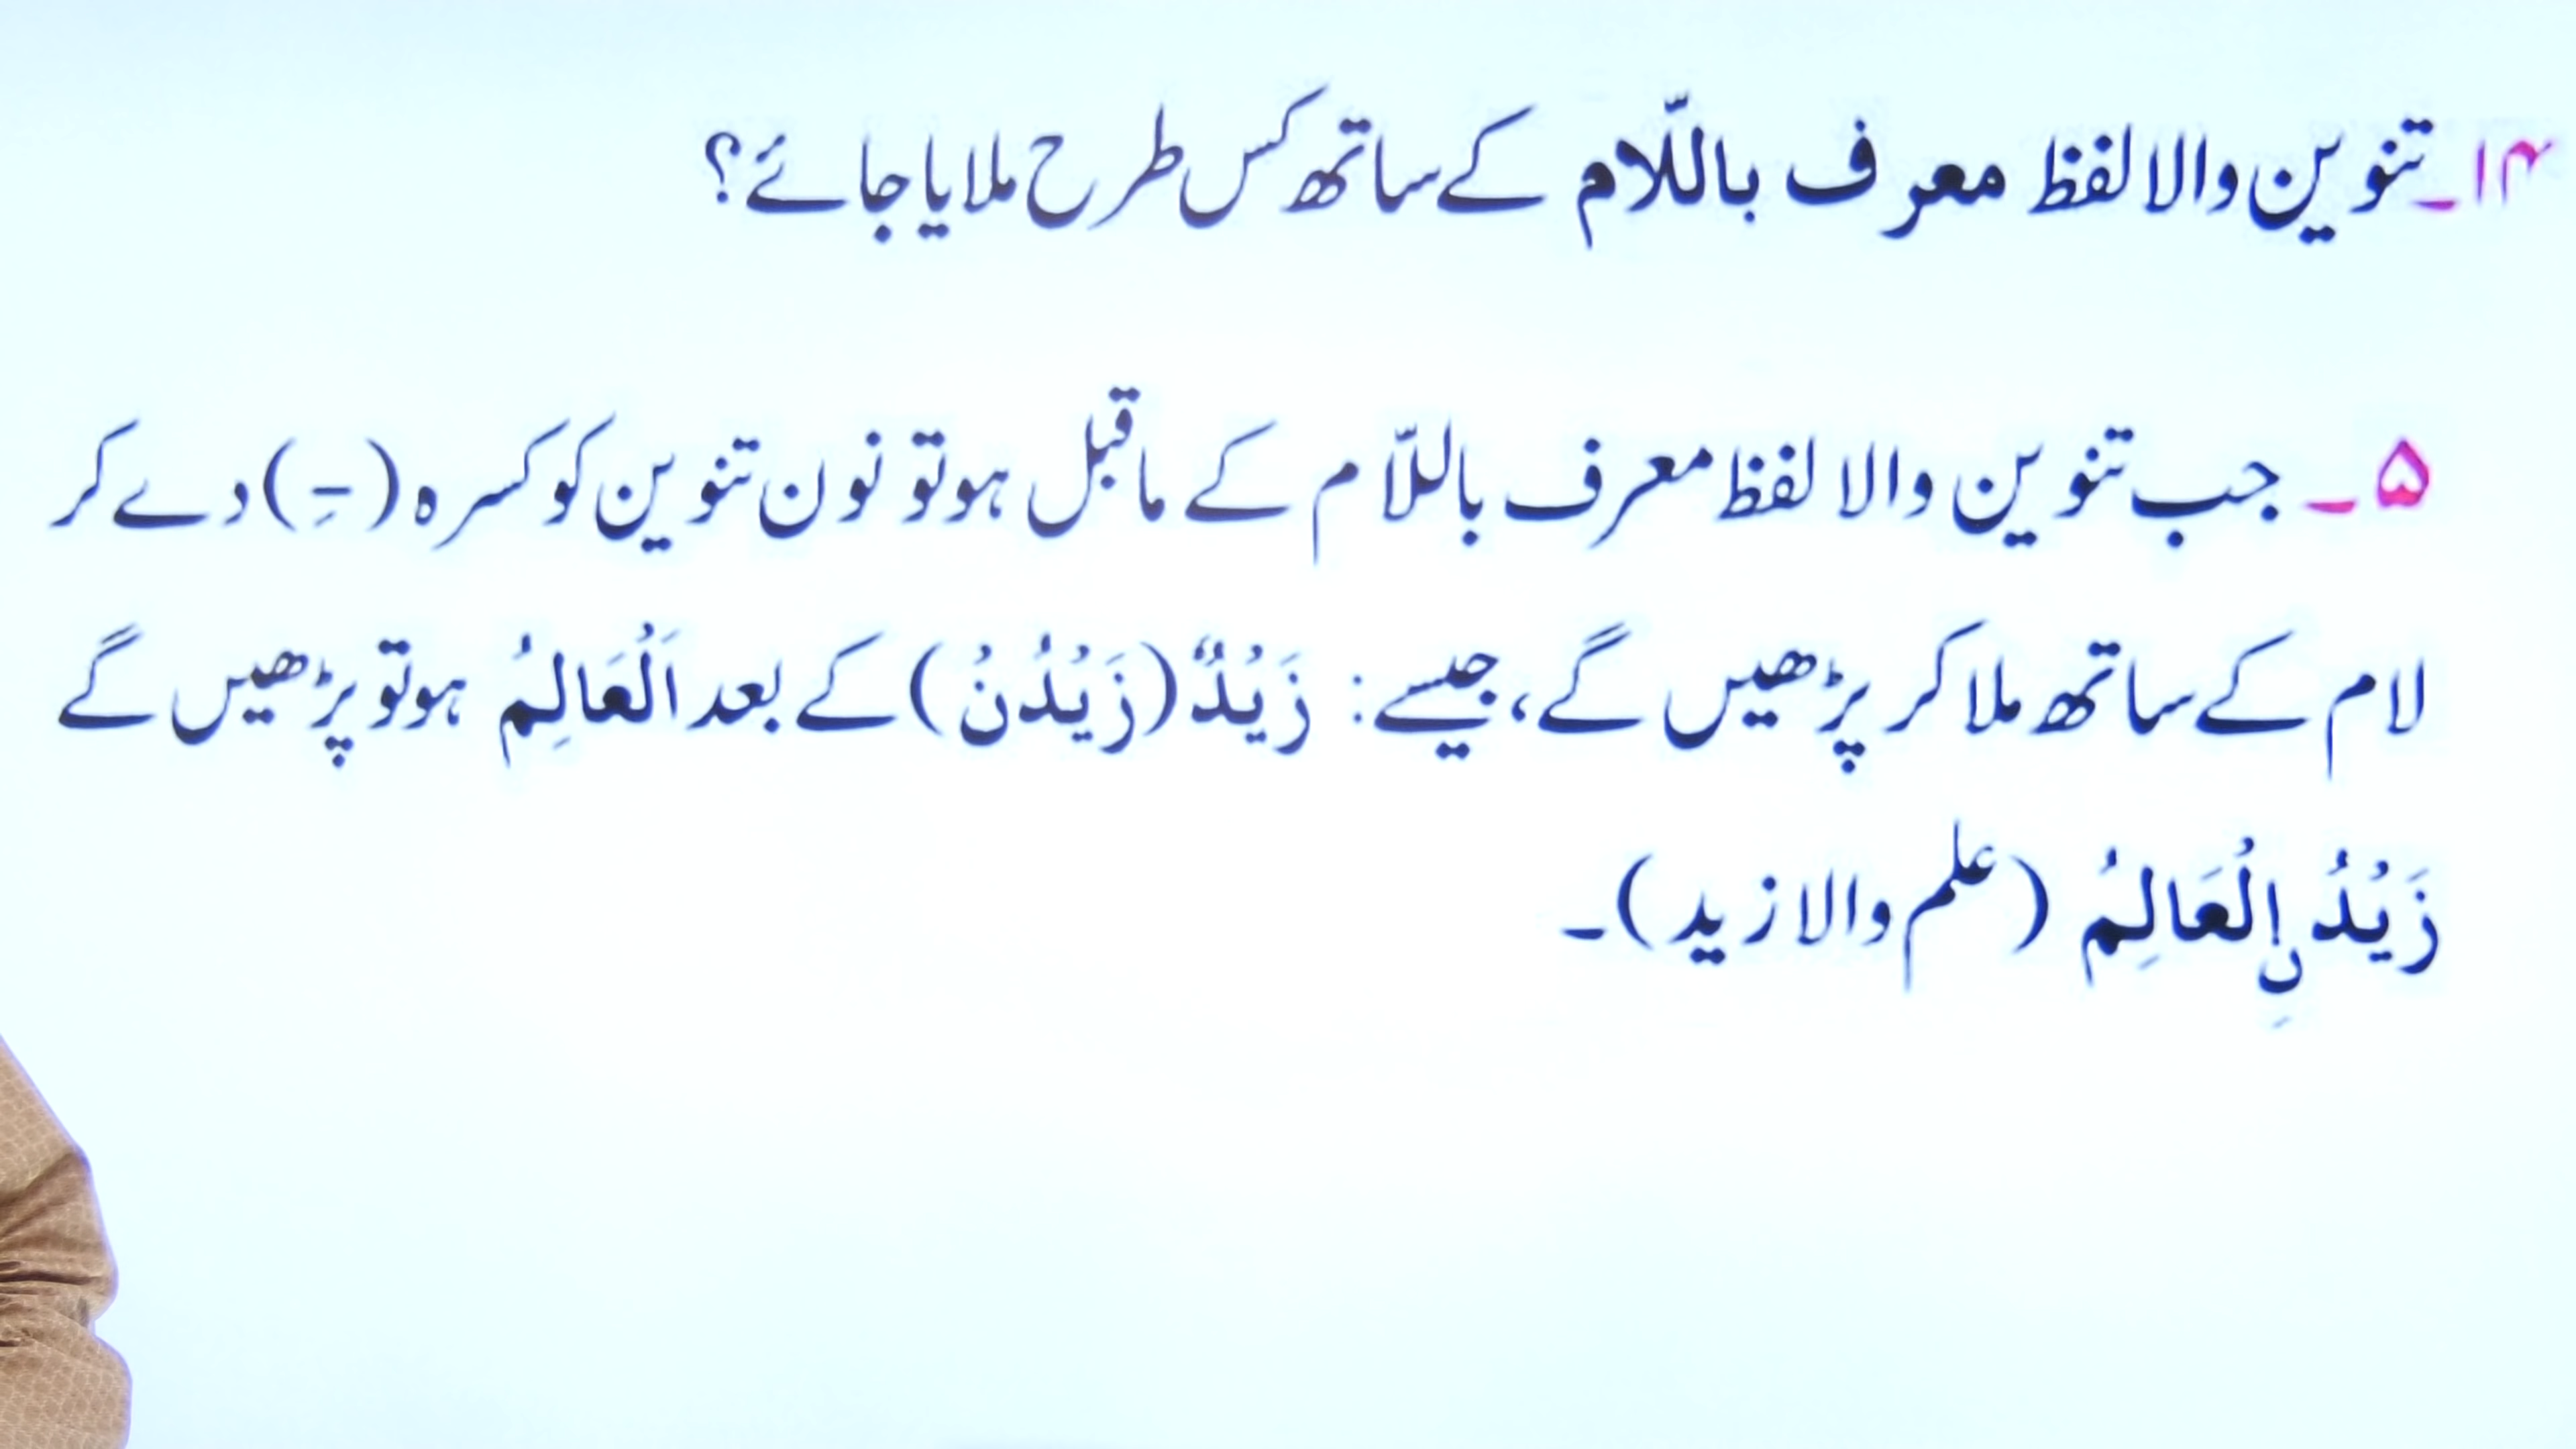 ۱۴۔ تنوین والا لفظ معرف باللّام کے ساتھ کس طرح ملایا جائے؟
۵۔ جب تنوین والا لفظ معرف باللّام کے ماقبل ہو تو نون تنوین کو کسرہ (ـِ) دے کر
لام کے ساتھ ملا کر پڑھیں گے، جیسے: زَیْدٌ (زَیْدُنْ) کے بعد اَلْعَالِمُ ہو تو پڑھیں گے
زَیْدُ نِ الْعَالِمُ (علم والا زید)۔